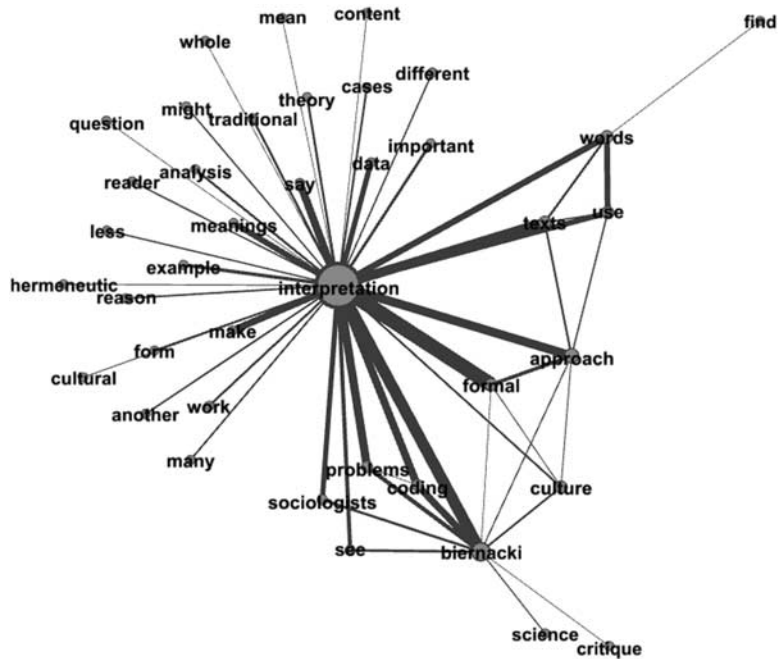 content
mean
find
whole
different
cases
theory
might
traditional
question
words
important
data
analysis
say
reader
use
texts
meanings
less
example
hermeneutic
interpretation
reason
make
form
approach
cultural
formal
work
another
many
problems
coding
culture
sociologists
see
biernacki
science
critique